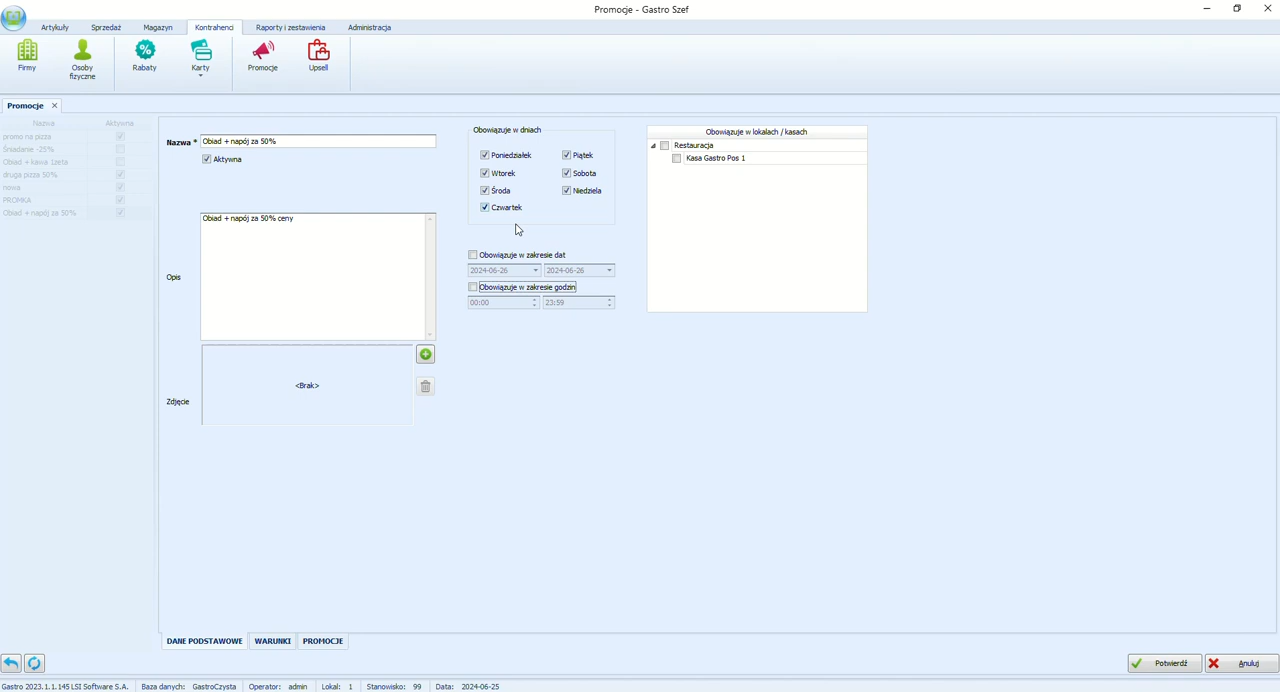 Promocje - Gastro Szef
Artykuły Sprzedaż Magazyn Kontrahenci Raporty i zestawienia Administracja
Firmy Osoby fizyczne Rabaty Karty Promocje Upsell
Promocje
Nazwa Aktywna
promo na pizza
Śniadanie -25%
Obiad + kawa 1zeta
druga pizza 50%
nowa
PROMKA
Obiad + napój za 50%
Nazwa * Obiad + napój za 50%
Aktywna
Opis Obiad + napój za 50% ceny
Zdjęcie <Brak>
Obowiązuje w dniach
Poniedziałek Piątek
Wtorek Sobota
Środa Niedziela
Czwartek
Obowiązuje w zakresie dat
2024-06-26 2024-06-26
Obowiązuje w zakresie godzin
00:00 23:59
Obowiązuje w lokalach / kasach
Restauracja
Kasa Gastro Pos 1
DANE PODSTAWOWE WARUNKI PROMOCJE
Potwierdź Anuluj
Gastro 2023.1.1.145 LSI Software S.A. Baza danych: GastroCzysta Operator: admin Lokal: 1 Stanowisko: 99 Data: 2024-06-25